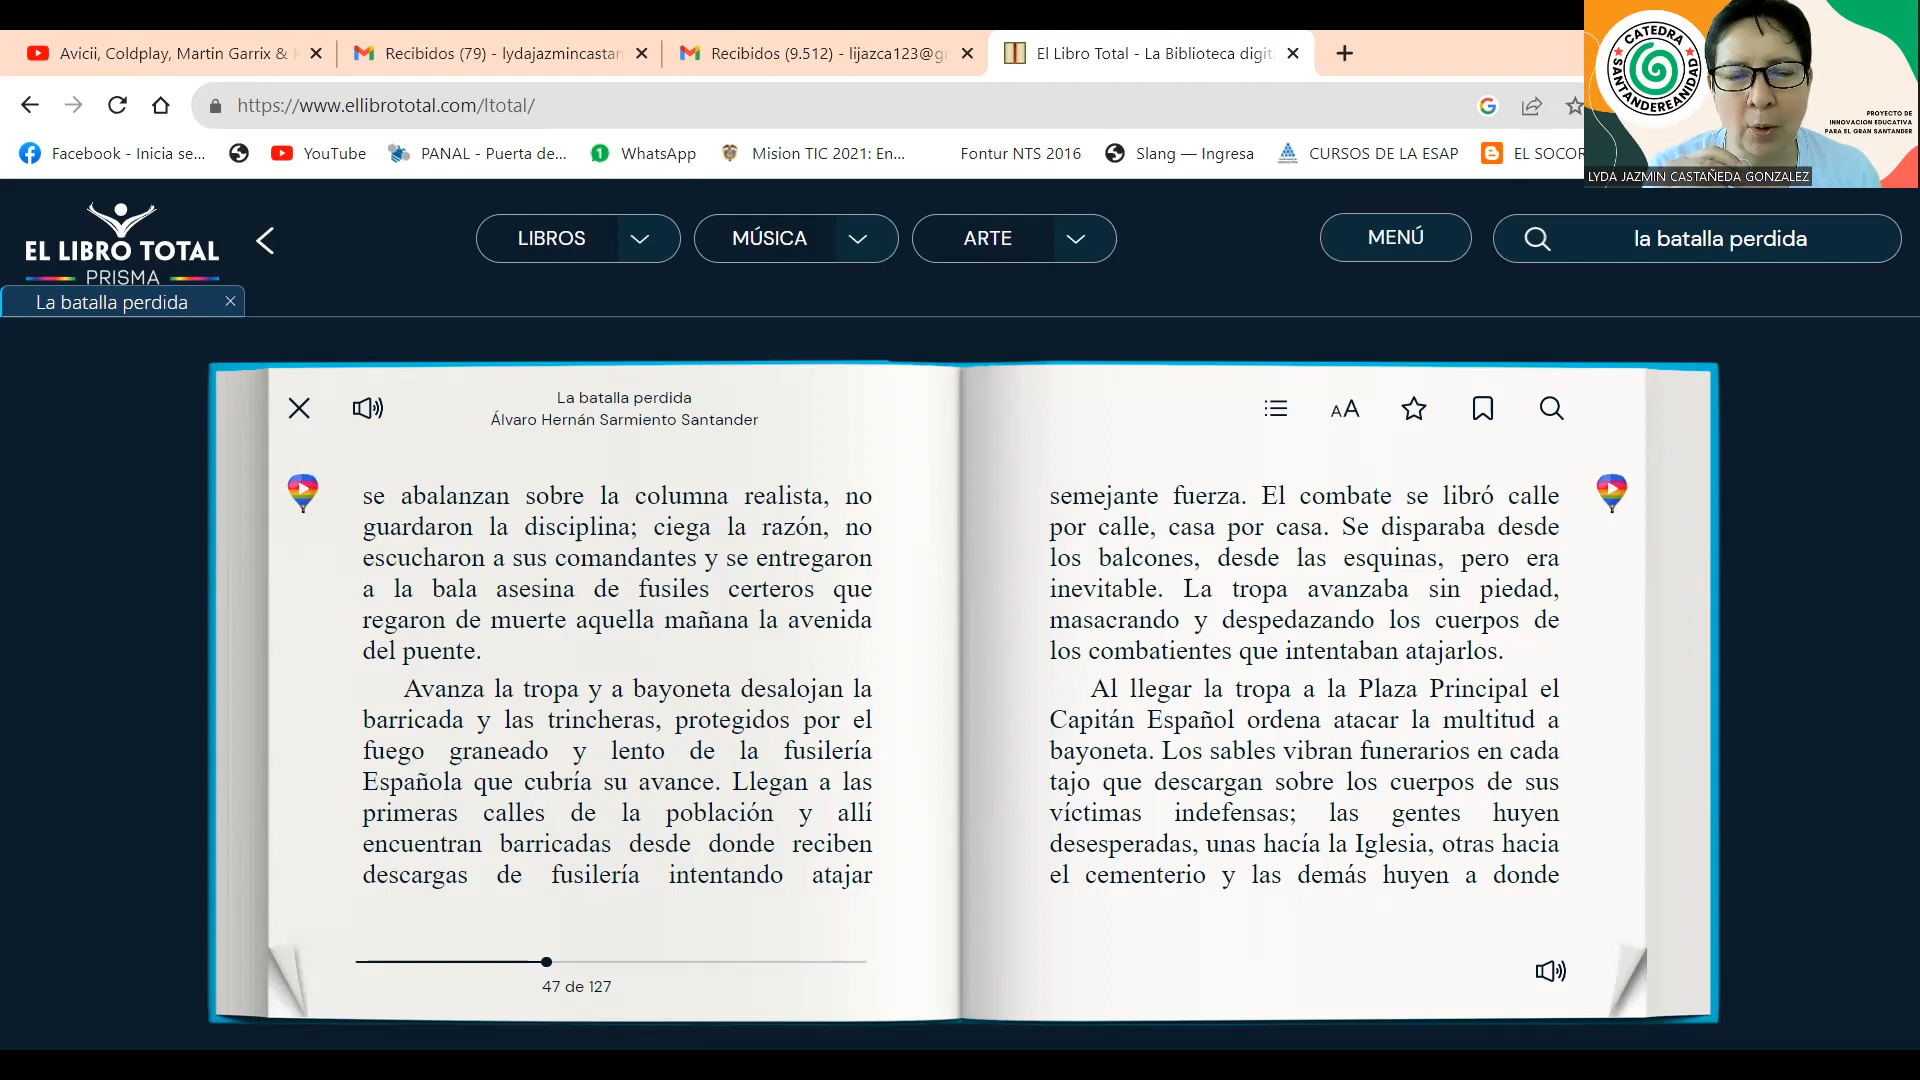 Avicii, Coldplay, Martin Garrix &
Recibidos (79) - lydajazmincastan
Recibidos (9.512) - lijazca123@g
El Libro Total - La Biblioteca digit
https://www.ellibrototal.com/ltotal/
Facebook - Inicia se...
YouTube
PANAL - Puerta de...
WhatsApp
Mision TIC 2021: En...
Fontur NTS 2016
Slang — Ingresa
CURSOS DE LA ESAP
EL SOCOR
CATEDRA
SANTANDEREANIDAD
PROYECTO DE
INNOVACION EDUCATIVA
PARA EL GRAN SANTANDER
LYDA JAZMIN CASTAÑEDA GONZALEZ
EL LIBRO TOTAL
PRISMA
LIBROS
MÚSICA
ARTE
MENÚ
la batalla perdida
La batalla perdida
La batalla perdida
Álvaro Hernán Sarmiento Santander
AA
se abalanzan sobre la columna realista, no
guardaron la disciplina; ciega la razón, no
escucharon a sus comandantes y se entregaron
a la bala asesina de fusiles certeros que
regaron de muerte aquella mañana la avenida
del puente.
Avanza la tropa y a bayoneta desalojan la
barricada y las trincheras, protegidos por el
fuego graneado y lento de la fusilería
Española que cubría su avance. Llegan a las
primeras calles de la población y allí
encuentran barricadas desde donde reciben
descargas de fusilería intentando atajar
47 de 127
semejante fuerza. El combate se libró calle
por calle, casa por casa. Se disparaba desde
los balcones, desde las esquinas, pero era
inevitable. La tropa avanzaba sin piedad,
masacrando y despedazando los cuerpos de
los combatientes que intentaban atajarlos.
Al llegar la tropa a la Plaza Principal el
Capitán Español ordena atacar la multitud a
bayoneta. Los sables vibran funerarios en cada
tajo que descargan sobre los cuerpos de sus
víctimas indefensas; las gentes huyen
desesperadas, unas hacía la Iglesia, otras hacia
el cementerio y las demás huyen a donde